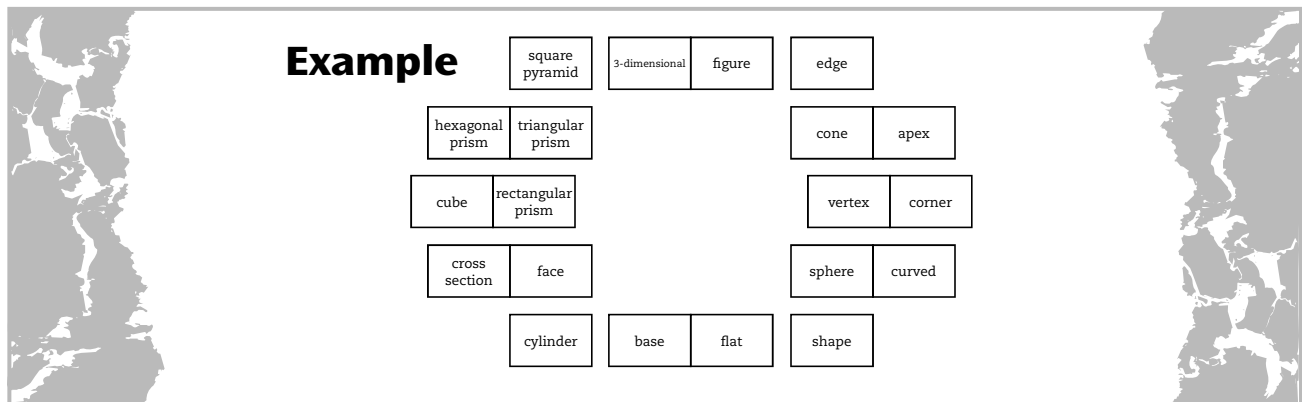 Example
square
pyramid
3-dimensional
figure
edge
hexagonal
prism
triangular
prism
cone
apex
cube
rectangular
prism
vertex
corner
cross
section
face
sphere
curved
cylinder
base
flat
shape